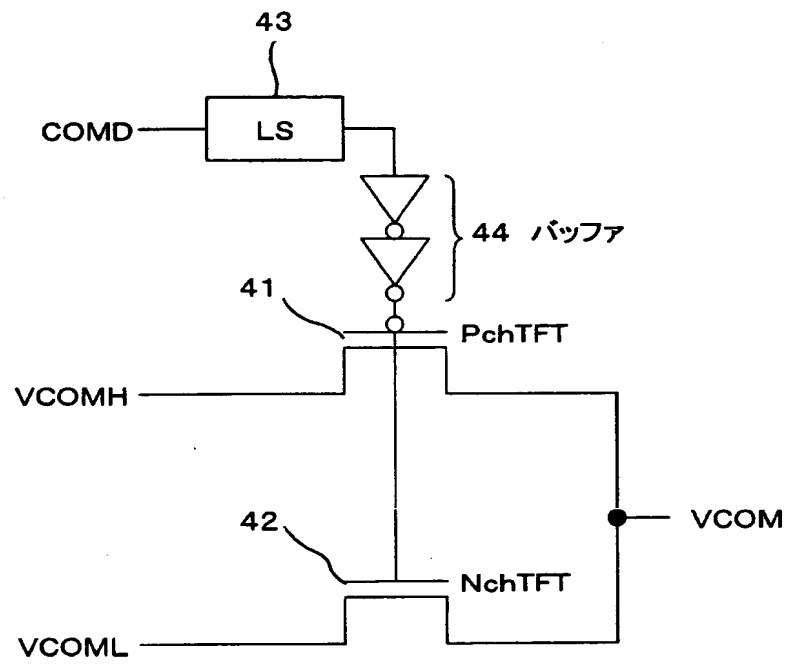 43
COMD
LS
44 バッファ
41
PchTFT
VCOMH
42
VCOM
NchTFT
VCOML